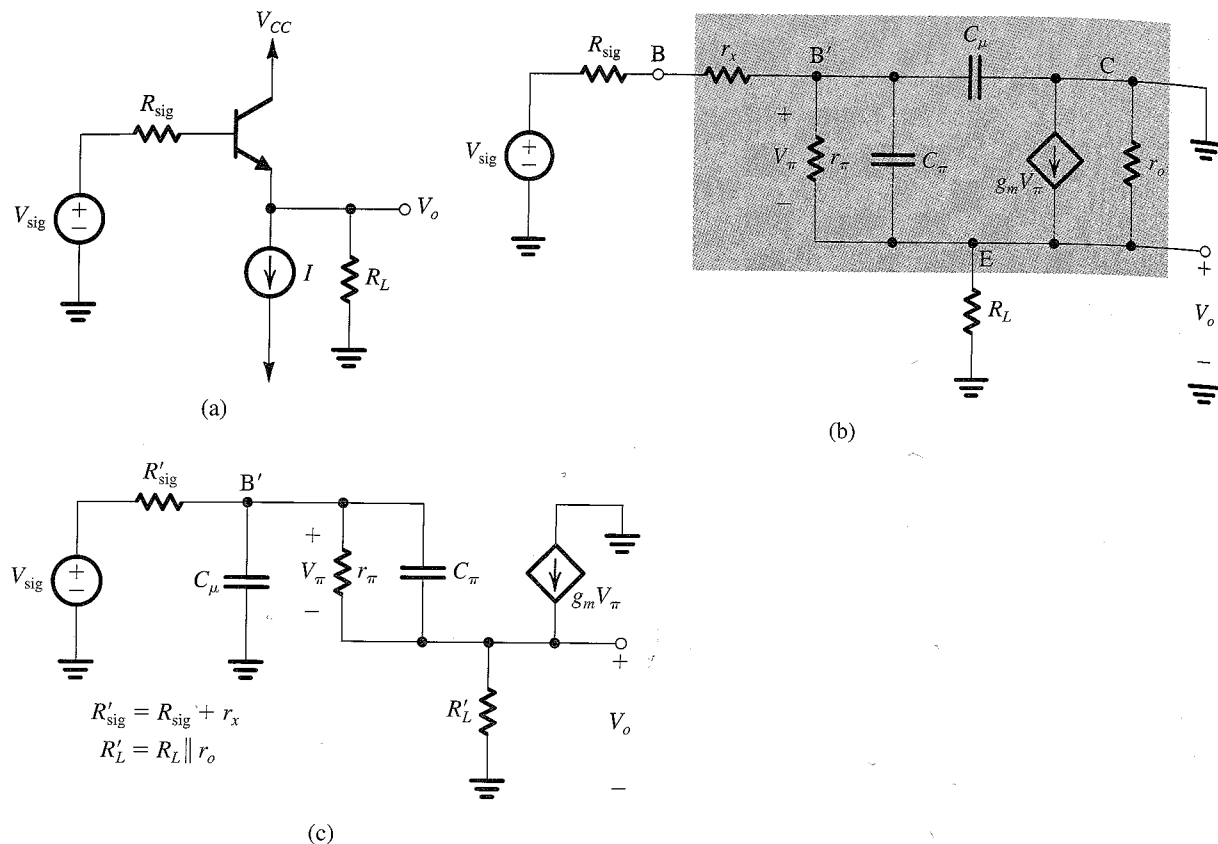 V_CC
R_sig
V_sig
+
−
V_o
I
R_L
(a)
R_sig
B
r_x
B′
C_μ
C
V_sig
+
−
+
V_π
−
r_π
C_π
g_m V_π
r_o
E
R_L
+
V_o
−
(b)
R′_sig
B′
V_sig
+
−
C_μ
+
V_π
−
r_π
C_π
g_m V_π
R′_L
+
V_o
−
R′_sig = R_sig + r_x
R′_L = R_L ∥ r_o
(c)